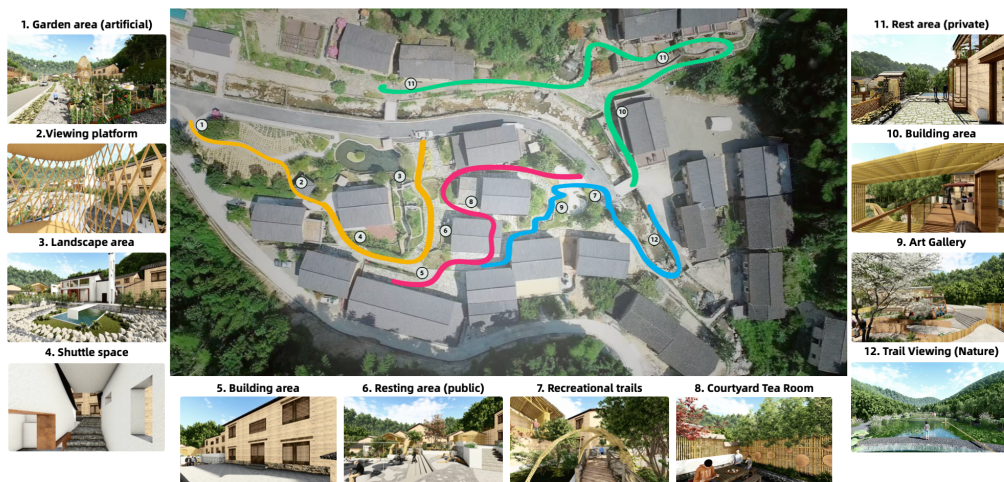 1. Garden area (artificial)
2.Viewing platform
3. Landscape area
4. Shuttle space
5. Building area
6. Resting area (public)
7. Recreational trails
8. Courtyard Tea Room
11. Rest area (private)
10. Building area
9. Art Gallery
12. Trail Viewing (Nature)
1
2
3
4
5
6
7
8
9
10
11
11
12